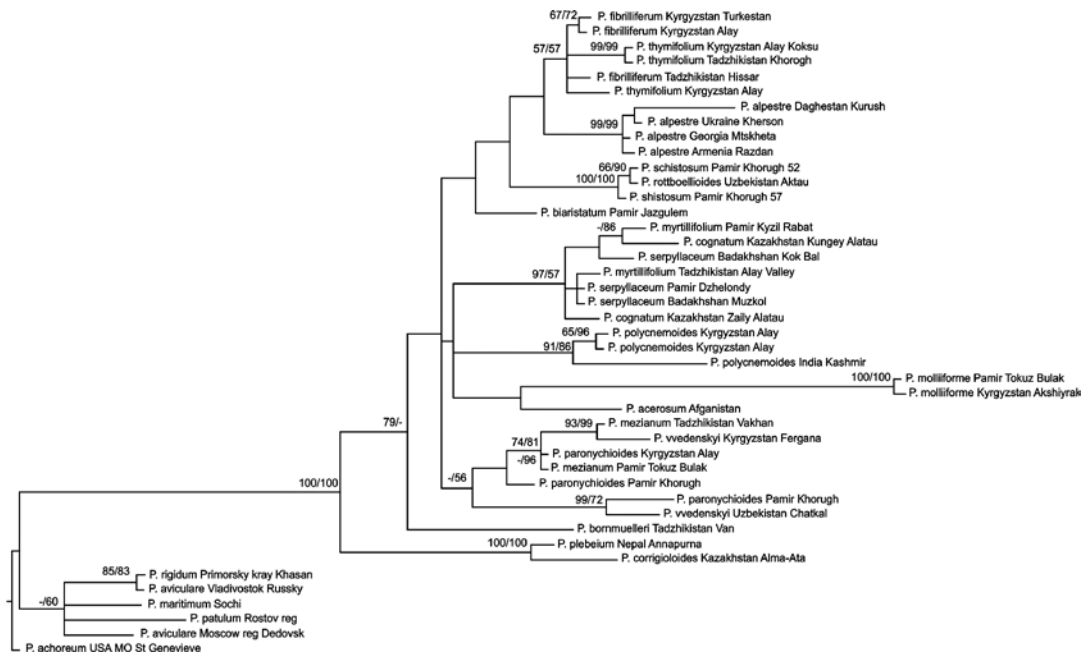 67/72
P. fibrilliferum Kyrgyzstan Turkestan
P. fibrilliferum Kyrgyzstan Alay
57/57
99/99
P. thymifolium Kyrgyzstan Alay Koksu
P. thymifolium Tadzhikistan Khorogh
P. fibrilliferum Tadzhikistan Hissar
P. thymifolium Kyrgyzstan Alay
P. alpestre Daghestan Kurush
99/99
P. alpestre Ukraine Kherson
P. alpestre Georgia Mtskheta
P. alpestre Armenia Razdan
66/90
P. schistosum Pamir Khorugh 52
100/100
P. rottboellioides Uzbekistan Aktau
P. shistosum Pamir Khorugh 57
P. biaristatum Pamir Jazgulem
-/86
P. myrtillifolium Pamir Kyzil Rabat
P. cognatum Kazakhstan Kungey Alatau
P. serpyllaceum Badakhshan Kok Bal
97/57
P. myrtillifolium Tadzhikistan Alay Valley
P. serpyllaceum Pamir Dzhelondy
P. serpyllaceum Badakhshan Muzkol
P. cognatum Kazakhstan Zaily Alatau
65/96
P. polycnemoides Kyrgyzstan Alay
91/86
P. polycnemoides Kyrgyzstan Alay
P. polycnemoides India Kashmir
100/100
P. molliiforme Pamir Tokuz Bulak
P. molliiforme Kyrgyzstan Akshiyrak
P. acerosum Afganistan
79/-
93/99
P. mezianum Tadzhikistan Vakhan
P. vvedenskyi Kyrgyzstan Fergana
74/81
P. paronychioides Kyrgyzstan Alay
-/96
P. mezianum Pamir Tokuz Bulak
-/56
P. paronychioides Pamir Khorugh
99/72
P. paronychioides Pamir Khorugh
P. vvedenskyi Uzbekistan Chatkal
100/100
P. bornmuelleri Tadzhikistan Van
100/100
P. plebeium Nepal Annapurna
P. corrigioloides Kazakhstan Alma-Ata
85/83
P. rigidum Primorsky kray Khasan
P. aviculare Vladivostok Russky
-/60
P. maritimum Sochi
P. patulum Rostov reg
P. aviculare Moscow reg Dedovsk
P. achoreum USA MO St Genevieve